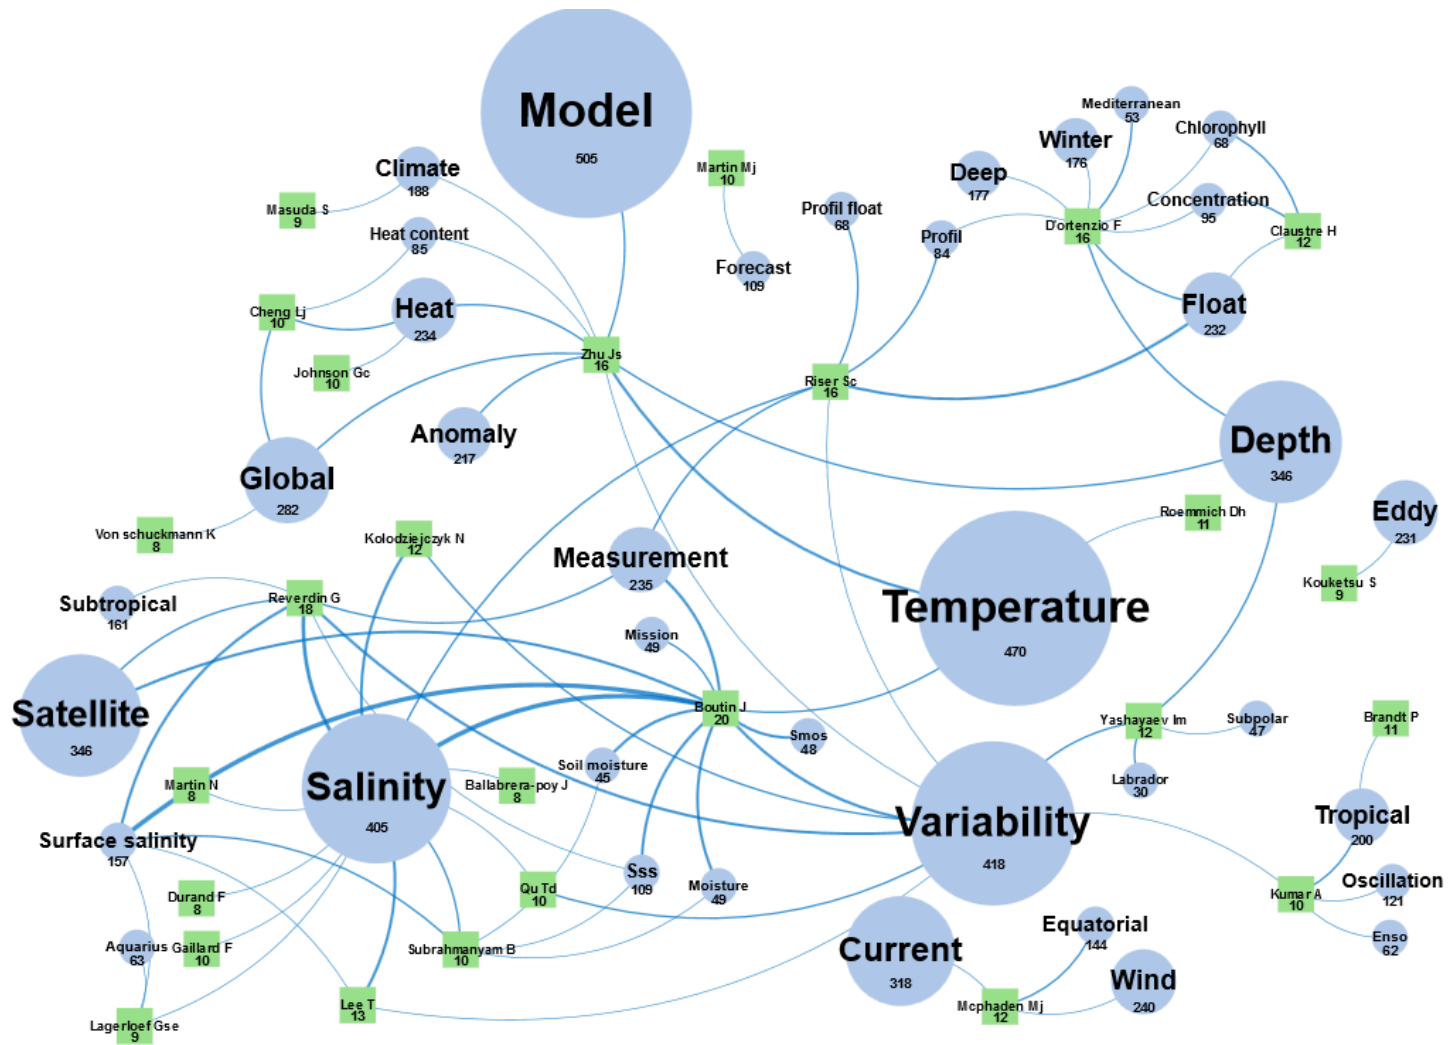 Model
505
Climate
188
Masuda S
9
Heat content
85
Cheng Lj
10
Heat
234
Johnson Gc
10
Zhu Js
16
Anomaly
217
Global
282
Von schuckmann K
8
Martin Mj
10
Forecast
109
Profil float
68
Profil
84
Riser Sc
16
Deep
177
Winter
176
Mediterranean
53
Chlorophyll
68
Concentration
95
D'ortenzio F
16
Claustre H
12
Float
232
Depth
346
Roemmich Dh
11
Eddy
231
Kouketsu S
9
Kolodziejczyk N
12
Measurement
235
Temperature
470
Subtropical
161
Reverdin G
18
Mission
49
Satellite
346
Boutin J
20
Smos
48
Yashayaev Im
12
Subpolar
47
Brandt P
11
Labrador
30
Martin N
8
Salinity
405
Ballabrera-poy J
8
Soil moisture
45
Variability
418
Tropical
200
Surface salinity
157
Durand F
8
Qu Td
10
Sss
109
Moisture
49
Kumar A
10
Oscillation
121
Enso
62
Aquarius
63
Gaillard F
10
Subrahmanyam B
10
Current
318
Equatorial
144
Wind
240
Mcphaden Mj
12
Lee T
13
Lagerloef Gse
9